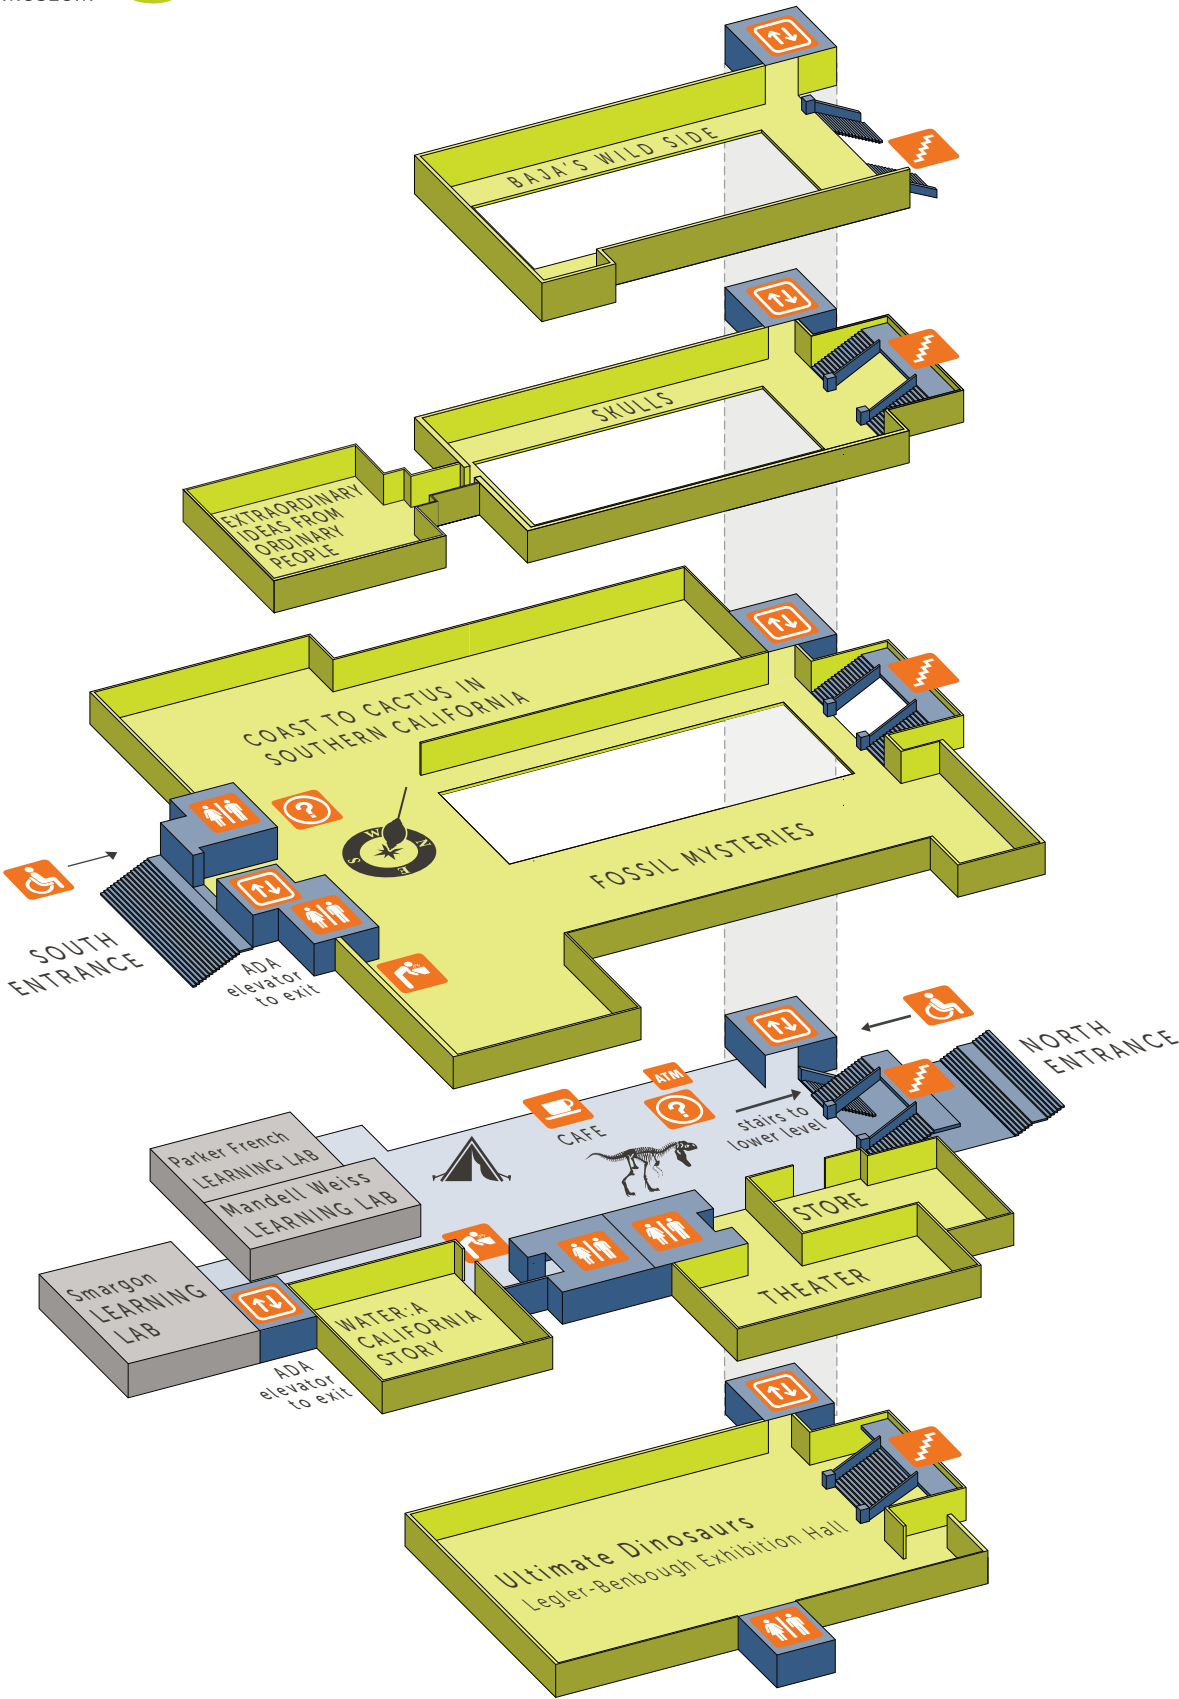 BAJA'S WILD SIDE
SKULLS
EXTRAORDINARY
IDEAS FROM
ORDINARY
PEOPLE
COAST TO CACTUS IN
SOUTHERN CALIFORNIA
?
W
N
S
E
FOSSIL MYSTERIES
SOUTH
ENTRANCE
ADA
elevator
to exit
NORTH
ENTRANCE
ATM
?
CAFE
stairs to
lower level
Parker French
LEARNING LAB
Mandell Weiss
LEARNING LAB
STORE
THEATER
Smargon
LEARNING
LAB
WATER: A
CALIFORNIA
STORY
ADA
elevator
to exit
Ultimate Dinosaurs
Legler-Benbough Exhibition Hall